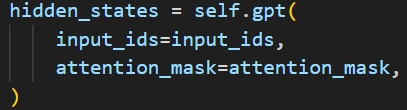 hidden_states = self.gpt(
    input_ids=input_ids,
    attention_mask=attention_mask,
)